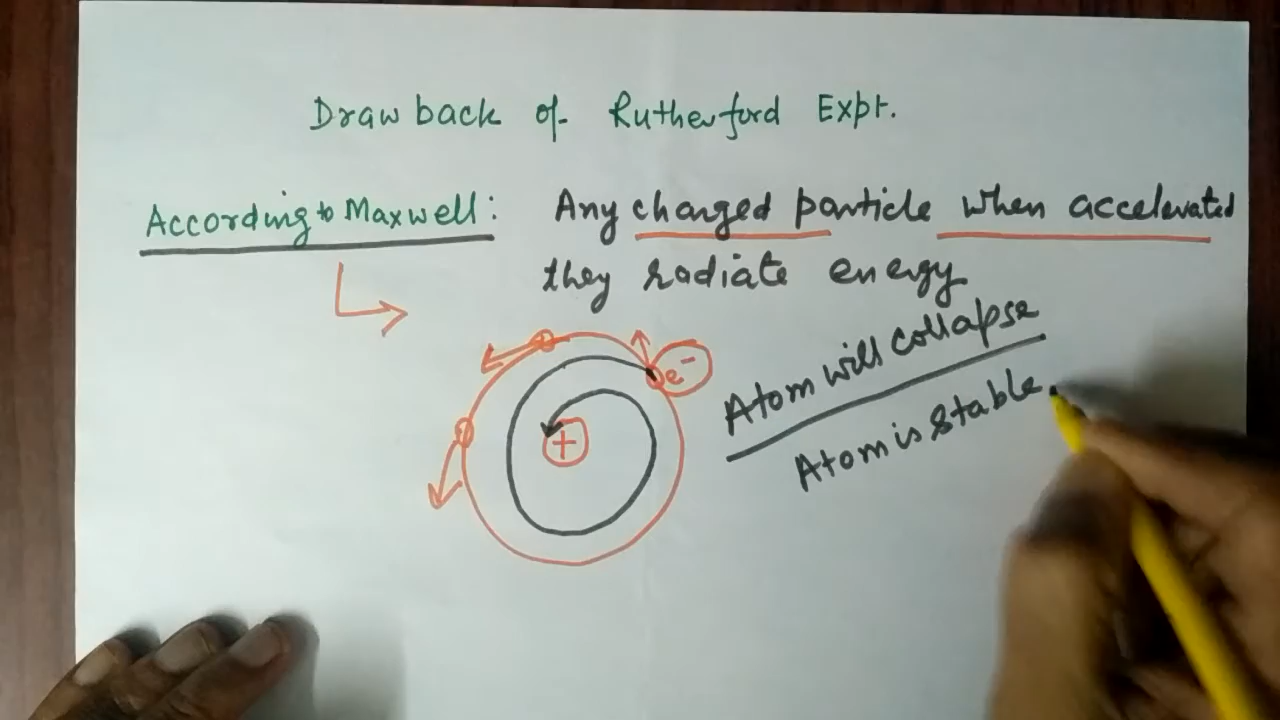 Draw back of Rutherford Expt.
According to Maxwell: Any charged particle when accelerated
they radiate energy
Atom will collapse
e-
+
Atom is stable